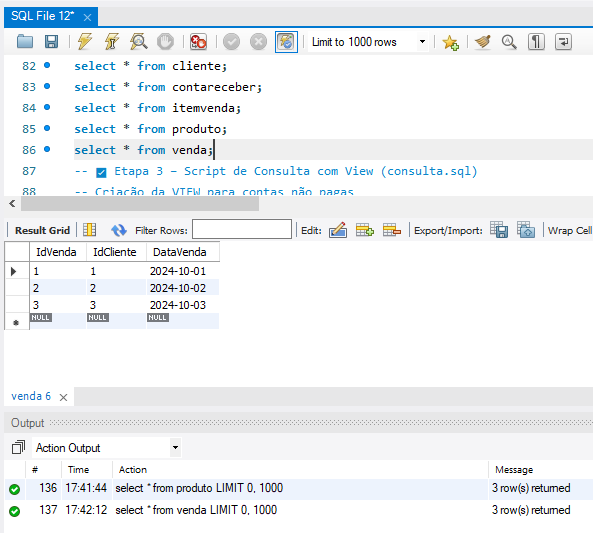 SQL File 12*
Limit to 1000 rows
82 select * from cliente;
83 select * from contareceber;
84 select * from itemvenda;
85 select * from produto;
86 select * from venda;
87 -- ☑ Etapa 3 – Script de Consulta com View (consulta.sql)
88 -- Criação da VIEW para contas não pagas
Result Grid Filter Rows: Edit: Export/Import: Wrap Cell
IdVenda IdCliente DataVenda
1 1 2024-10-01
2 2 2024-10-02
3 3 2024-10-03
NULL NULL NULL
venda 6
Output
Action Output
# Time Action Message
136 17:41:44 select * from produto LIMIT 0, 1000 3 row(s) returned
137 17:42:12 select * from venda LIMIT 0, 1000 3 row(s) returned